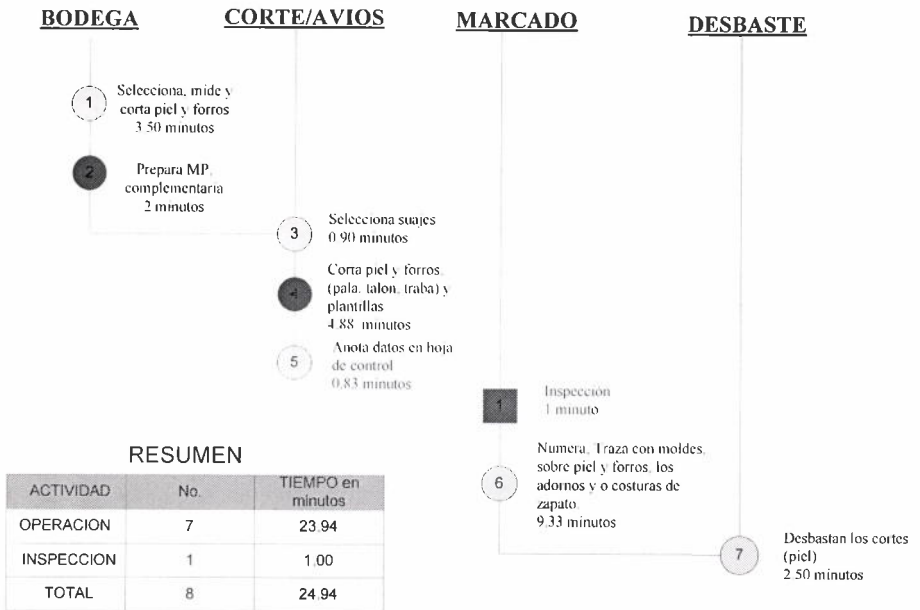 BODEGA
CORTE/AVIOS
MARCADO
DESBASTE
1
Selecciona, mide y
corta piel y forros
3.50 minutos
2
Prepara MP.
complementaria
2 minutos
3
Selecciona suajes
0.90 minutos
4
Corta piel y forros,
(pala, talon, traba) y
plantillas
4.88 minutos
5
Anota datos en hoja
de control
0.83 minutos
1
Inspección
1 minuto
6
Numera, Traza con moldes,
sobre piel y forros, los
adornos y o costuras de
zapato.
9.33 minutos
7
Desbastan los cortes
(piel)
2.50 minutos
RESUMEN
ACTIVIDAD No. TIEMPO en
minutos
OPERACION 7 23.94
INSPECCION 1 1.00
TOTAL 8 24.94